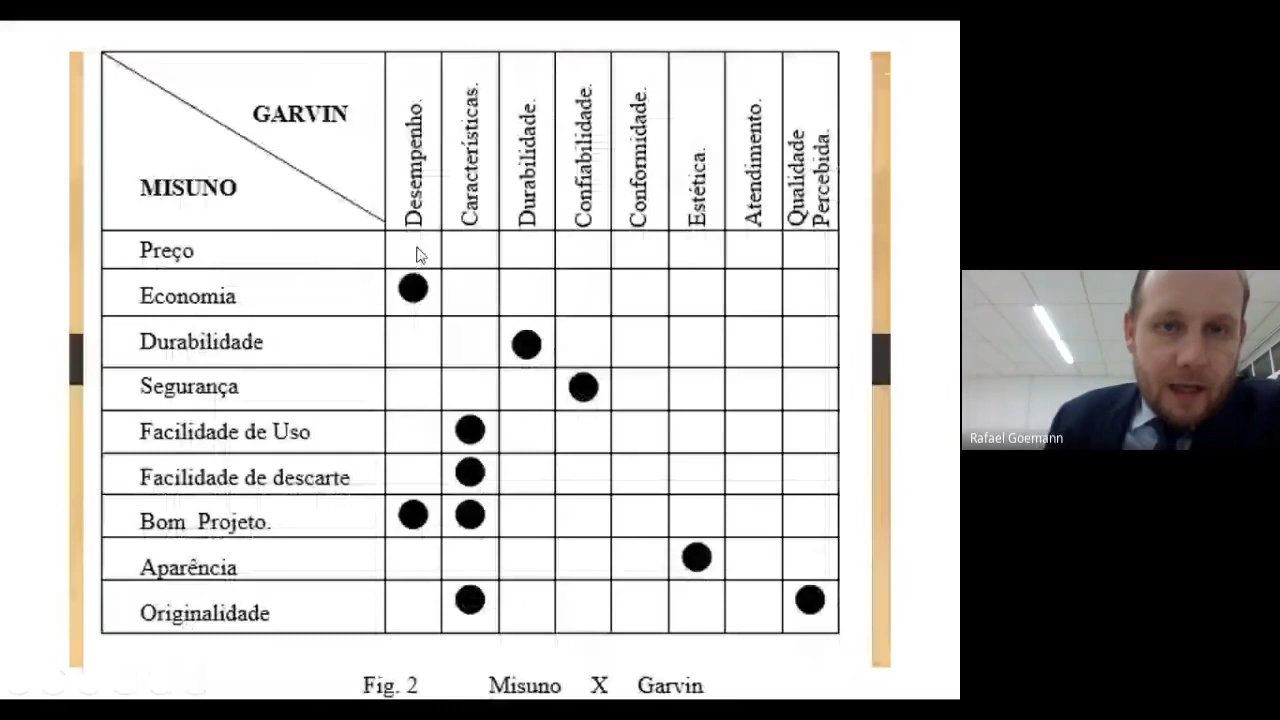 GARVIN
MISUNO
Desempenho.
Características.
Durabilidade.
Confiabilidade.
Conformidade.
Estética.
Atendimento.
Qualidade
Percebida.
Preço
Economia
Durabilidade
Segurança
Facilidade de Uso
Facilidade de descarte
Bom Projeto.
Aparência
Originalidade
Fig. 2 Misuno X Garvin
Rafael Goemann